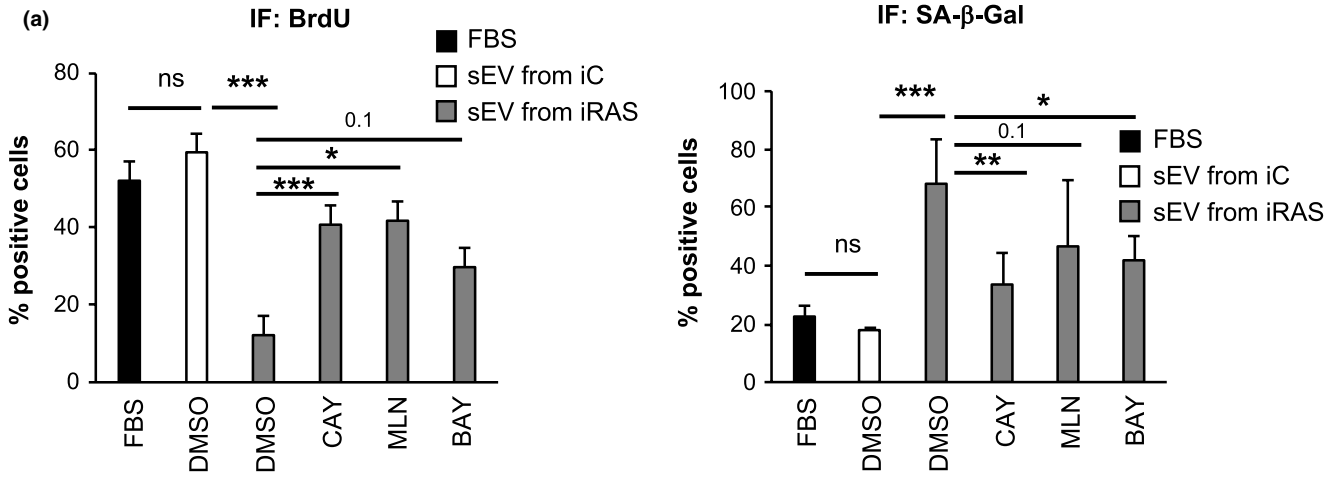 (a)
IF: BrdU
FBS
sEV from iC
sEV from iRAS
% positive cells
80
60
40
20
0
ns
***
0.1
*
***
FBS
DMSO
DMSO
CAY
MLN
BAY
IF: SA-β-Gal
FBS
sEV from iC
sEV from iRAS
% positive cells
100
80
60
40
20
0
ns
***
*
0.1
**
FBS
DMSO
DMSO
CAY
MLN
BAY